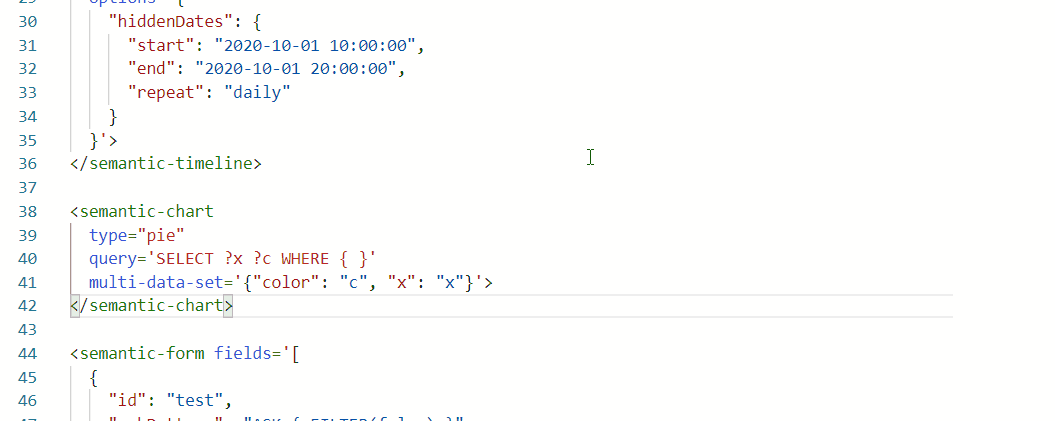 29 options='{
30 "hiddenDates": {
31 "start": "2020-10-01 10:00:00",
32 "end": "2020-10-01 20:00:00",
33 "repeat": "daily"
34 }
35 }'>
36 </semantic-timeline>
37
38 <semantic-chart
39 type="pie"
40 query='SELECT ?x ?c WHERE { }'
41 multi-data-set='{"color": "c", "x": "x"}'>
42 </semantic-chart>
43
44 <semantic-form fields='[
45 {
46 "id": "test",
47